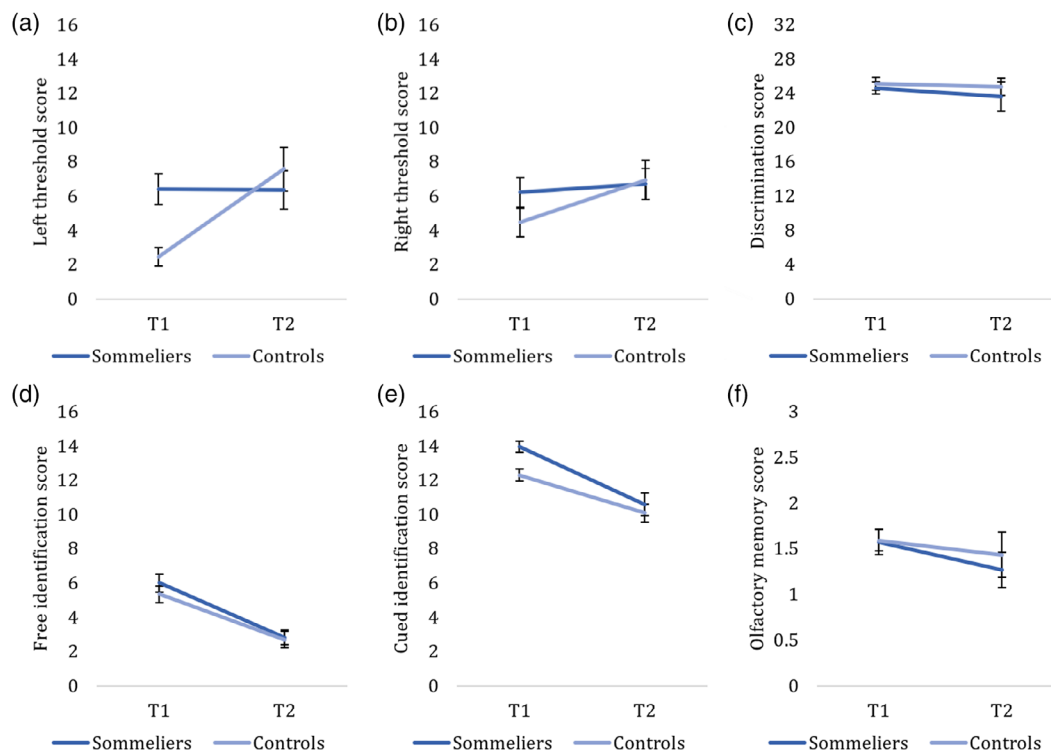 (a)
Left threshold score
16
14
12
10
8
6
4
2
0
T1 T2
Sommeliers Controls
(b)
Right threshold score
16
14
12
10
8
6
4
2
0
T1 T2
Sommeliers Controls
(c)
Discrimination score
32
28
24
20
16
12
8
4
0
T1 T2
Sommeliers Controls
(d)
Free identification score
16
14
12
10
8
6
4
2
0
T1 T2
Sommeliers Controls
(e)
Cued identification score
16
14
12
10
8
6
4
2
0
T1 T2
Sommeliers Controls
(f)
Olfactory memory score
3
2.5
2
1.5
1
0.5
0
T1 T2
Sommeliers Controls